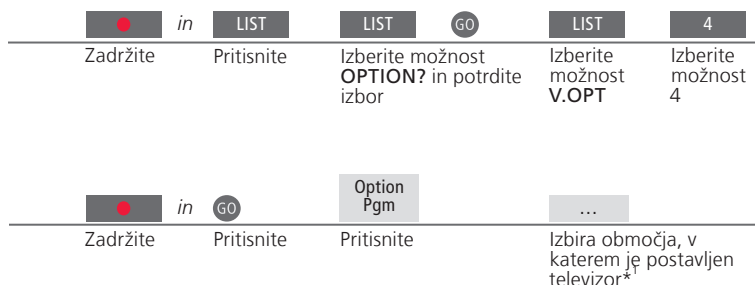 in LIST LIST GO LIST 4
Zadržite Pritisnite Izberite možnost Izberite Izberite
OPTION? in potrdite možnost možnost
izbor V.OPT 4
Option
in GO Pgm ...
Zadržite Pritisnite Pritisnite Izbira območja, v
katerem je postavljen
televizor*1